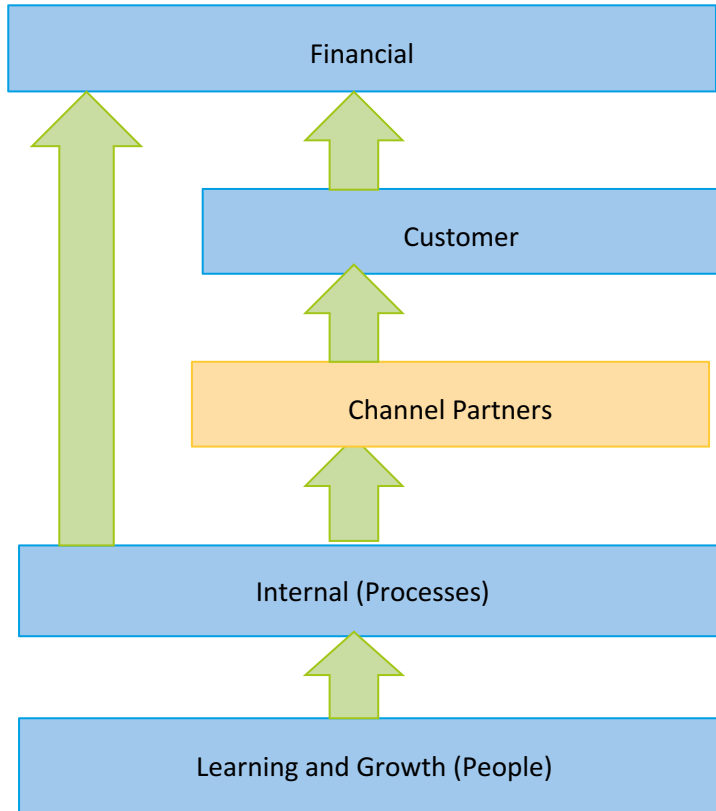 Financial
Customer
Channel Partners
Internal (Processes)
Learning and Growth (People)